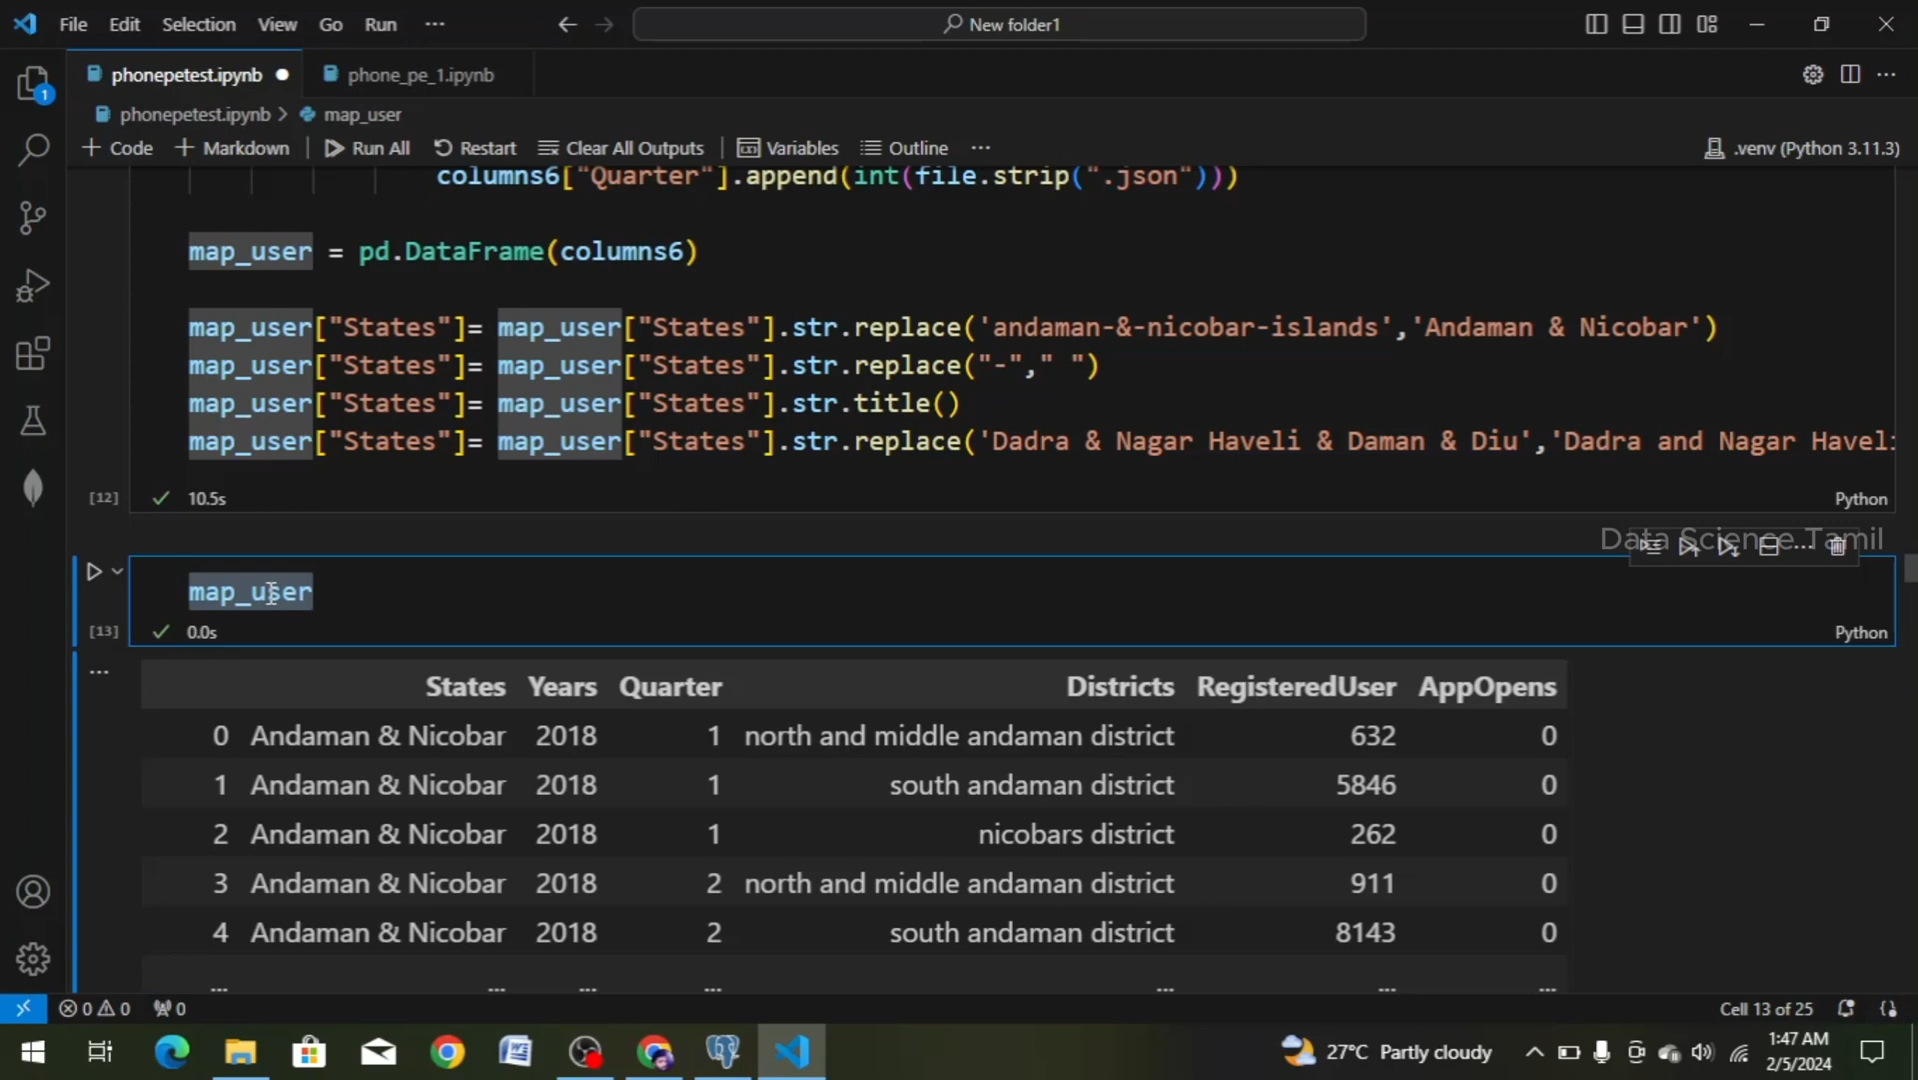 File Edit Selection View Go Run ··· New folder1
phonepetest.ipynb phone_pe_1.ipynb
phonepetest.ipynb > map_user
+ Code + Markdown Run All Restart Clear All Outputs Variables Outline ··· .venv (Python 3.11.3)
columns6["Quarter"].append(int(file.strip(".json")))
map_user = pd.DataFrame(columns6)
map_user["States"]= map_user["States"].str.replace('andaman-&-nicobar-islands','Andaman & Nicobar')
map_user["States"]= map_user["States"].str.replace("-"," ")
map_user["States"]= map_user["States"].str.title()
map_user["States"]= map_user["States"].str.replace('Dadra & Nagar Haveli & Daman & Diu','Dadra and Nagar Haveli
[12] 10.5s Python
Data Science Tamil
map_user
[13] 0.0s Python
States Years Quarter Districts RegisteredUser AppOpens
0 Andaman & Nicobar 2018 1 north and middle andaman district 632 0
1 Andaman & Nicobar 2018 1 south andaman district 5846 0
2 Andaman & Nicobar 2018 1 nicobars district 262 0
3 Andaman & Nicobar 2018 2 north and middle andaman district 911 0
4 Andaman & Nicobar 2018 2 south andaman district 8143 0
... ... ... ... ... ... ...
0 0 0 Cell 13 of 25
27°C Partly cloudy 1:47 AM
2/5/2024
1